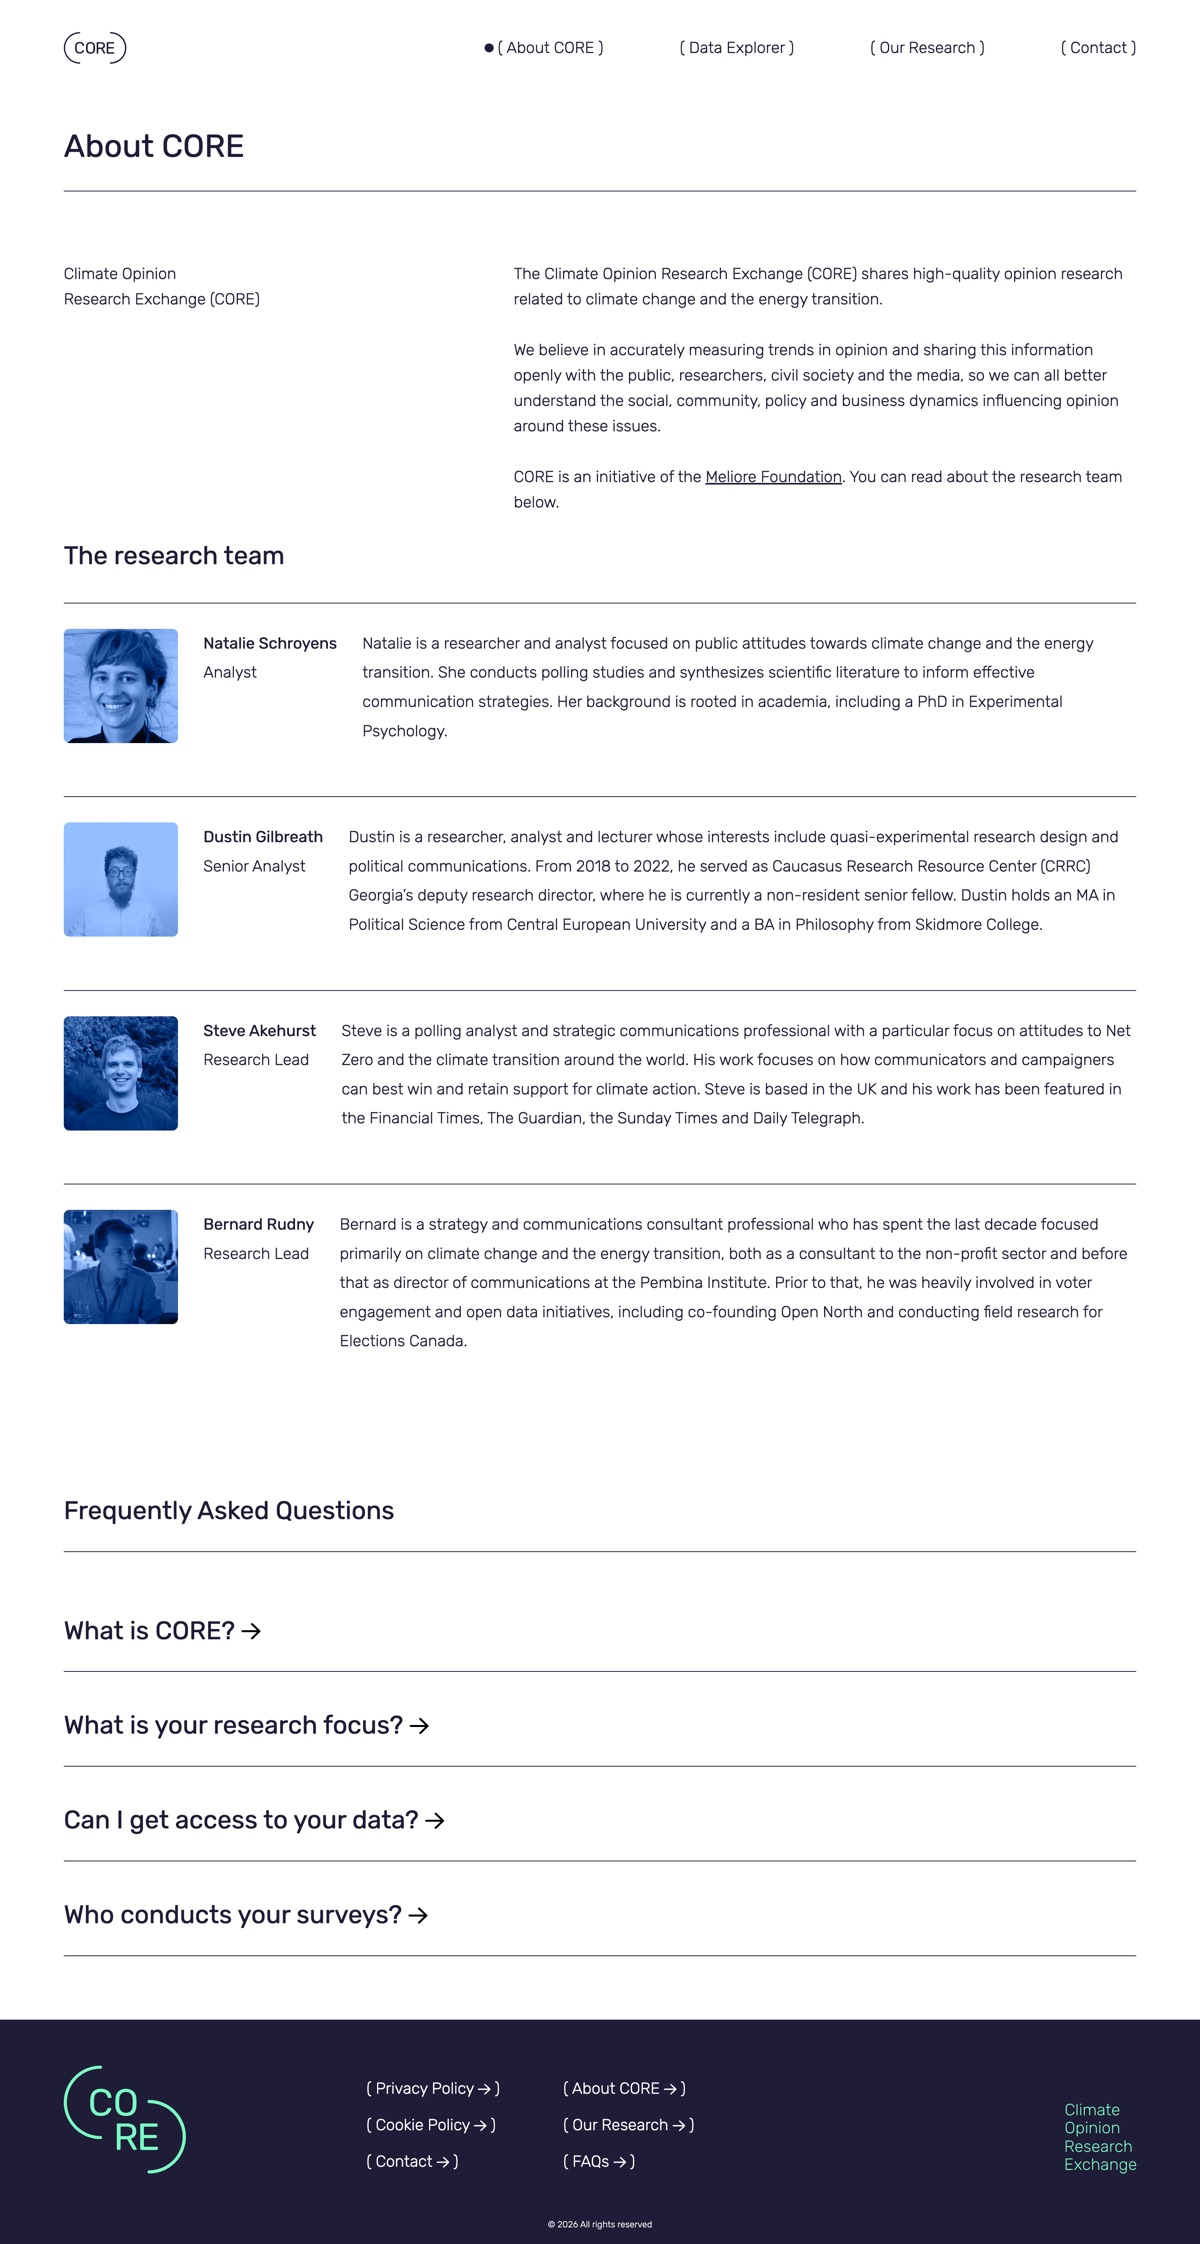 CORE
( About CORE )
( Data Explorer )
( Our Research )
( Contact )
About CORE
Climate Opinion
Research Exchange (CORE)
The Climate Opinion Research Exchange (CORE) shares high-quality opinion research
related to climate change and the energy transition.
We believe in accurately measuring trends in opinion and sharing this information
openly with the public, researchers, civil society and the media, so we can all better
understand the social, community, policy and business dynamics influencing opinion
around these issues.
CORE is an initiative of the Meliore Foundation. You can read about the research team
below.
The research team
Natalie Schroyens
Analyst
Natalie is a researcher and analyst focused on public attitudes towards climate change and the energy
transition. She conducts polling studies and synthesizes scientific literature to inform effective
communication strategies. Her background is rooted in academia, including a PhD in Experimental
Psychology.
Dustin Gilbreath
Senior Analyst
Dustin is a researcher, analyst and lecturer whose interests include quasi-experimental research design and
political communications. From 2018 to 2022, he served as Caucasus Research Resource Center (CRRC)
Georgia's deputy research director, where he is currently a non-resident senior fellow. Dustin holds an MA in
Political Science from Central European University and a BA in Philosophy from Skidmore College.
Steve Akehurst
Research Lead
Steve is a polling analyst and strategic communications professional with a particular focus on attitudes to Net
Zero and the climate transition around the world. His work focuses on how communicators and campaigners
can best win and retain support for climate action. Steve is based in the UK and his work has been featured in
the Financial Times, The Guardian, the Sunday Times and Daily Telegraph.
Bernard Rudny
Research Lead
Bernard is a strategy and communications consultant professional who has spent the last decade focused
primarily on climate change and the energy transition, both as a consultant to the non-profit sector and before
that as director of communications at the Pembina Institute. Prior to that, he was heavily involved in voter
engagement and open data initiatives, including co-founding Open North and conducting field research for
Elections Canada.
Frequently Asked Questions
What is CORE? →
What is your research focus? →
Can I get access to your data? →
Who conducts your surveys? →
CO
RE
( Privacy Policy → )
( Cookie Policy → )
( Contact → )
( About CORE → )
( Our Research → )
( FAQs → )
Climate
Opinion
Research
Exchange
© 2026 All rights reserved